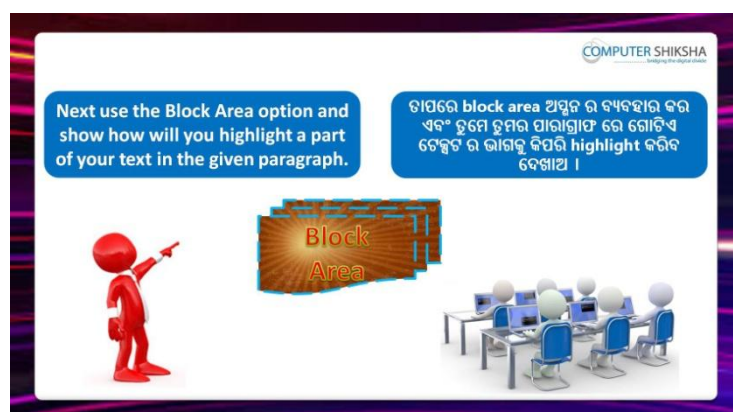 COMPUTER SHIKSHA
bridging the digital divide
Next use the Block Area option and
show how will you highlight a part
of your text in the given paragraph.
ତାପରେ block area ଅପ୍ସନ ର ବ୍ୟବହାର କର
ଏବଂ ତୁମେ ତୁମର ପାରାଗ୍ରାଫ ରେ ଗୋଟିଏ
ଟେକ୍ସଟ ର ଭାଗକୁ କିପରି highlight କରିବ
ଦେଖାଅ ।
Block
Area